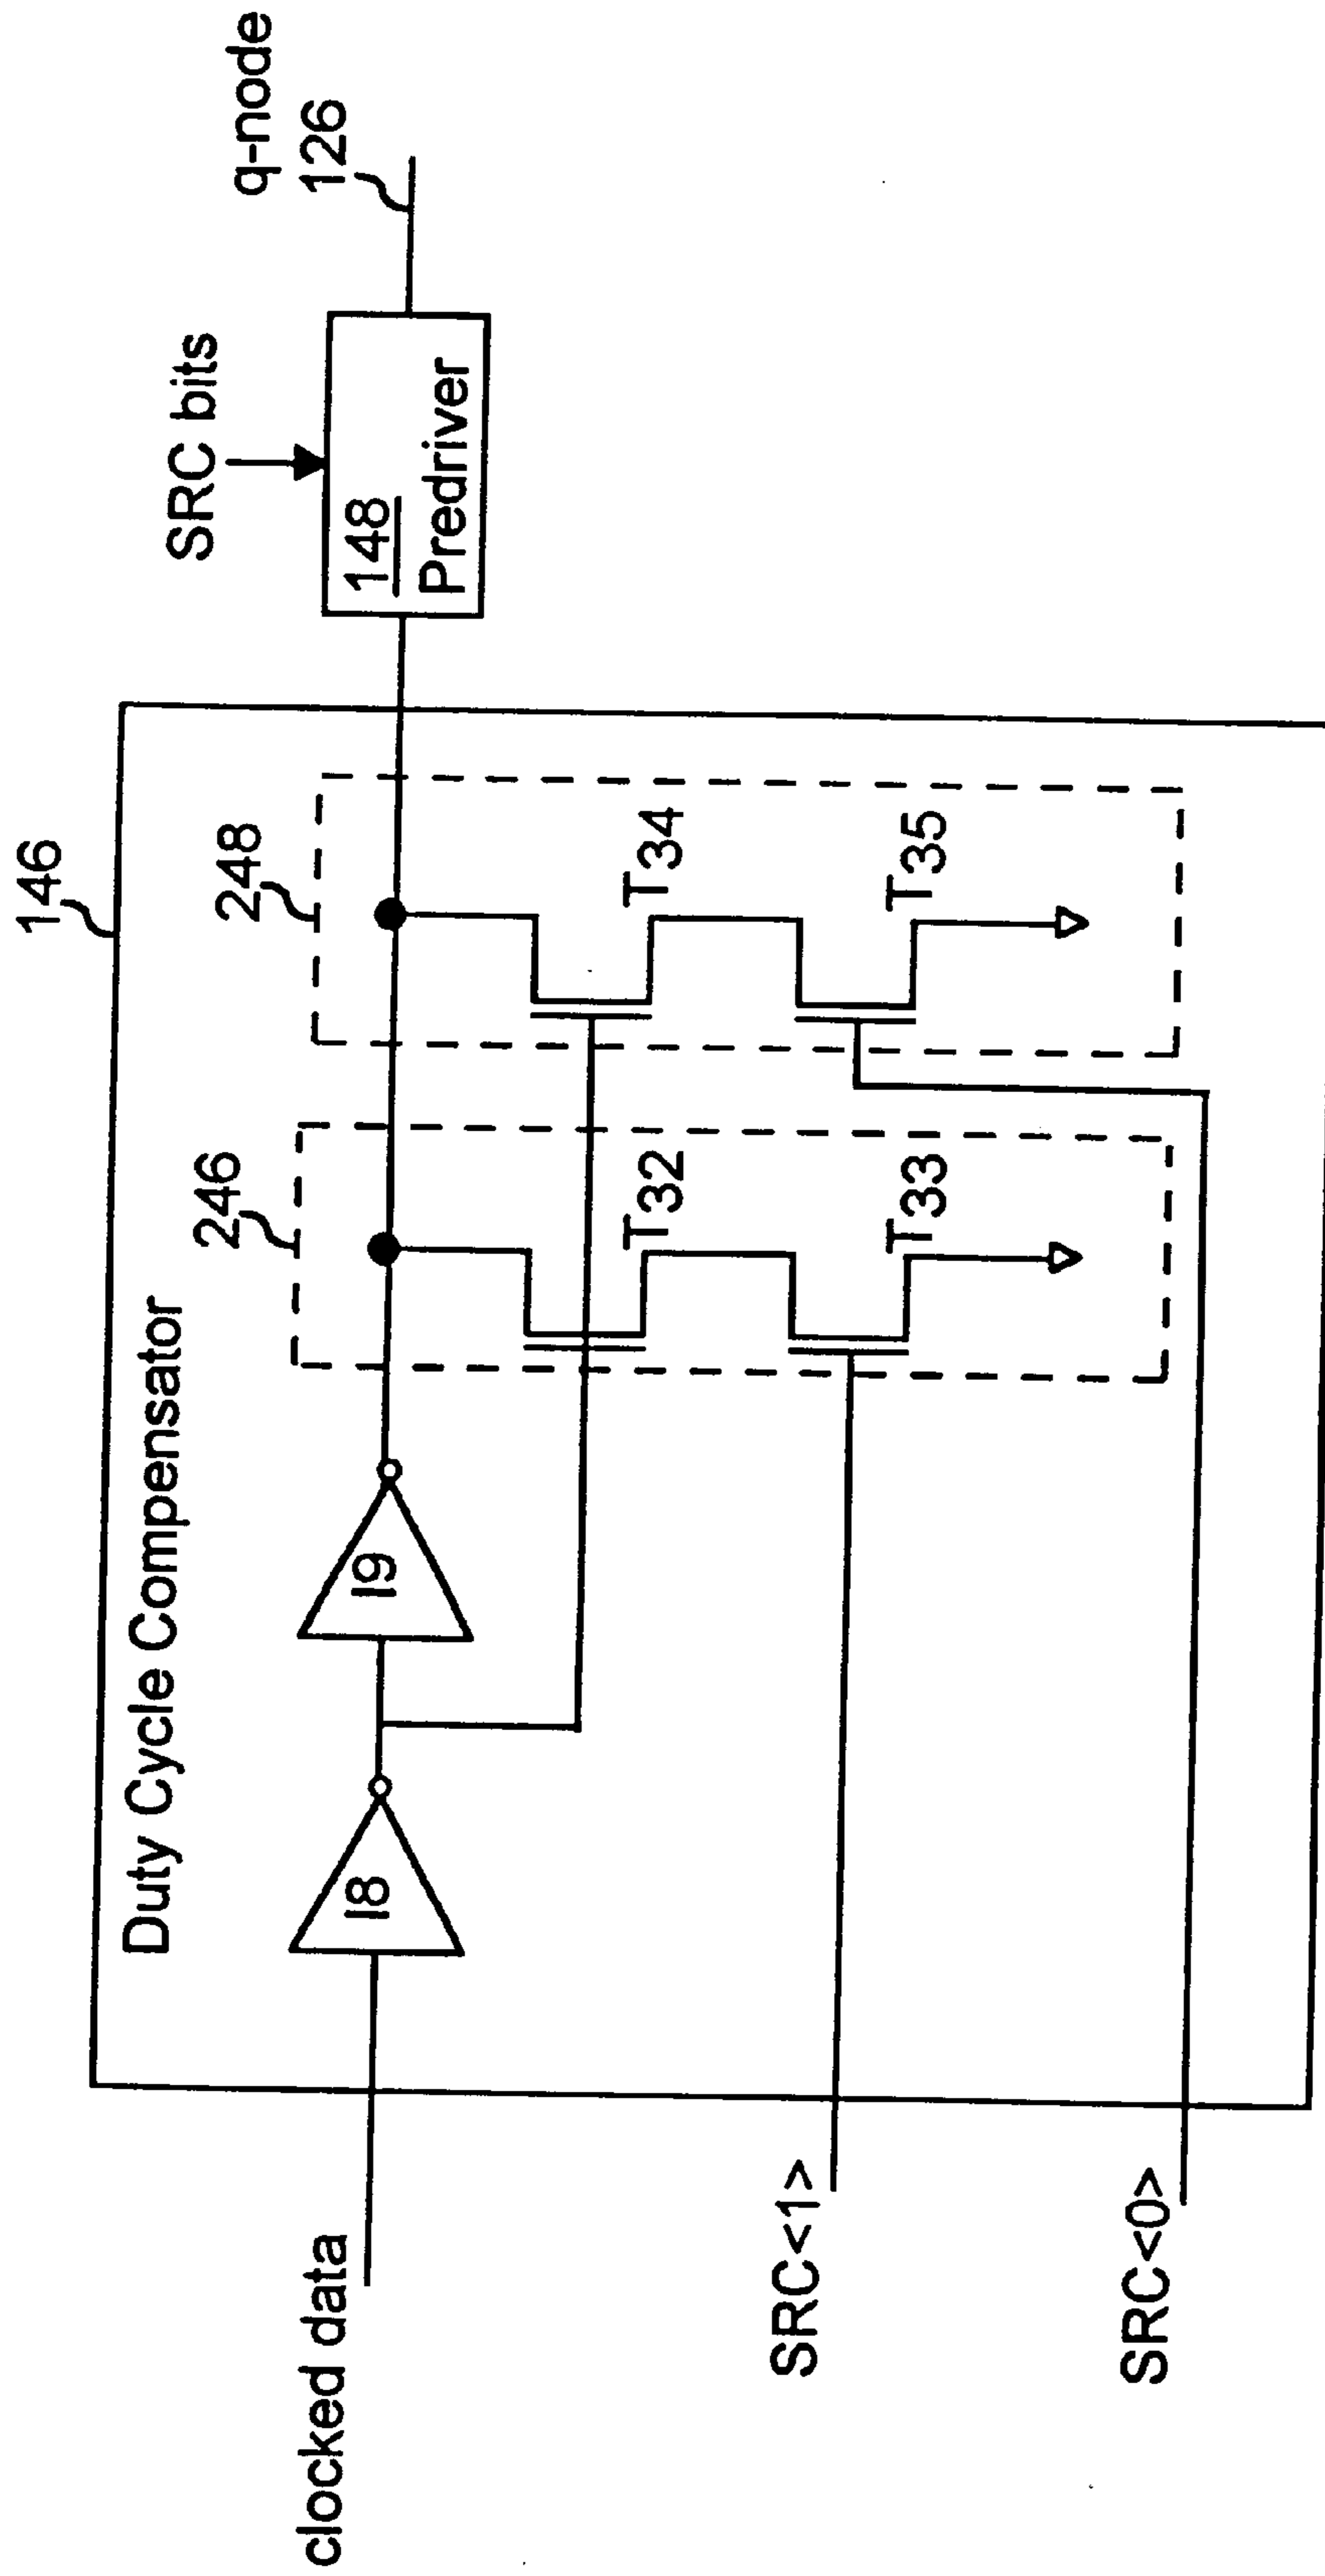 146
Duty Cycle Compensator
246
248
SRC bits
q-node
126
148
Predriver
clocked data
I8
I9
T32
T34
T33
T35
SRC<1>
SRC<0>